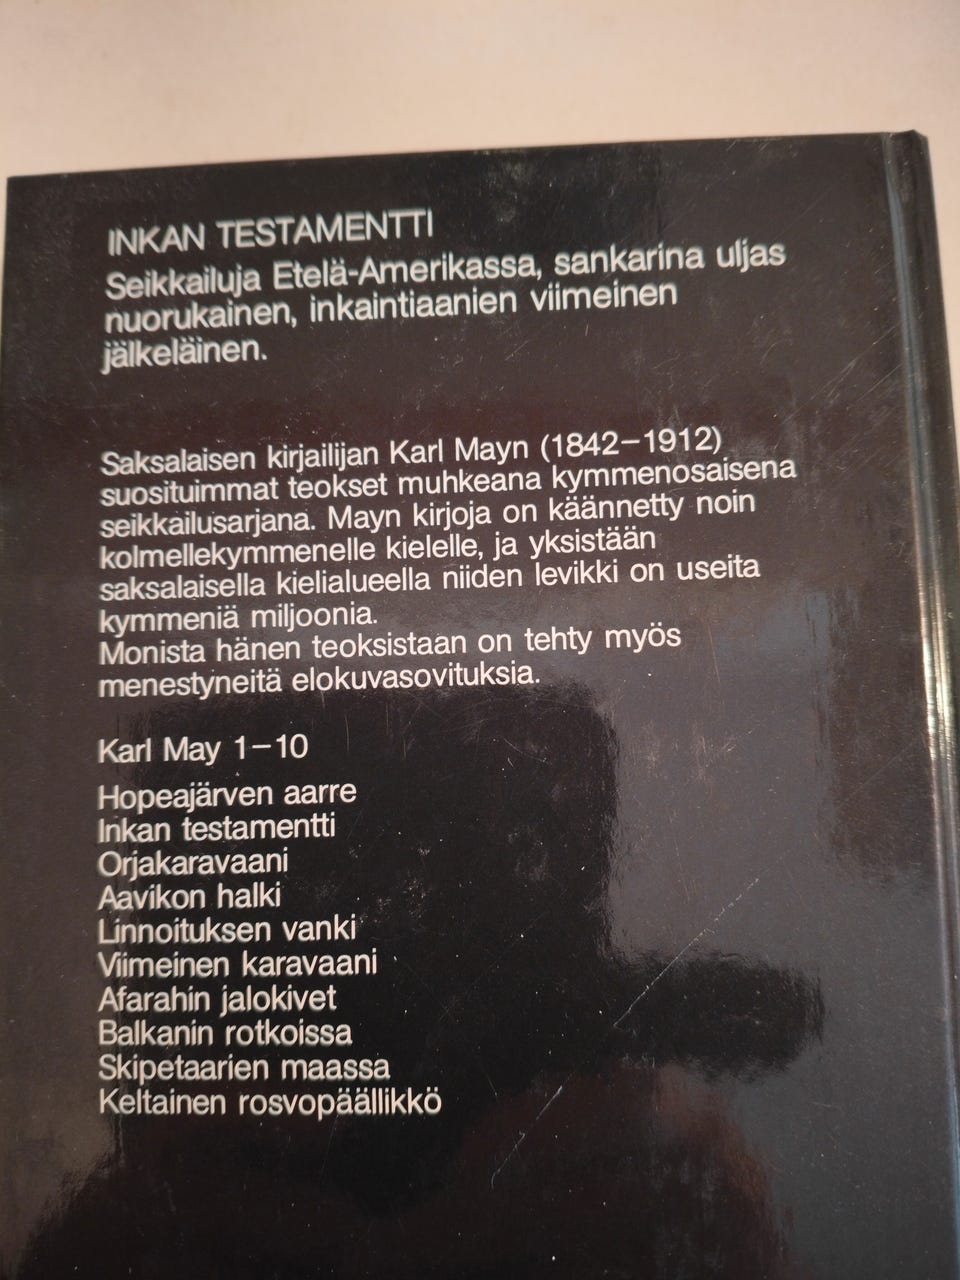 INKAN TESTAMENTTI
Seikkailuja Etelä-Amerikassa, sankarina uljas
nuorukainen, inkaintiaanien viimeinen
jälkeläinen.
Saksalaisen kirjailijan Karl Mayn (1842–1912)
suosituimmat teokset muhkeana kymmenosaisena
seikkailusarjana. Mayn kirjoja on käännetty noin
kolmellekymmenelle kielelle, ja yksistään
saksalaisella kielialueella niiden levikki on useita
kymmeniä miljoonia.
Monista hänen teoksistaan on tehty myös
menestyneitä elokuvasovituksia.
Karl May 1–10
Hopeajärven aarre
Inkan testamentti
Orjakaravaani
Aavikon halki
Linnoituksen vanki
Viimeinen karavaani
Afarahin jalokivet
Balkanin rotkoissa
Skipetaarien maassa
Keltainen rosvopäällikkö